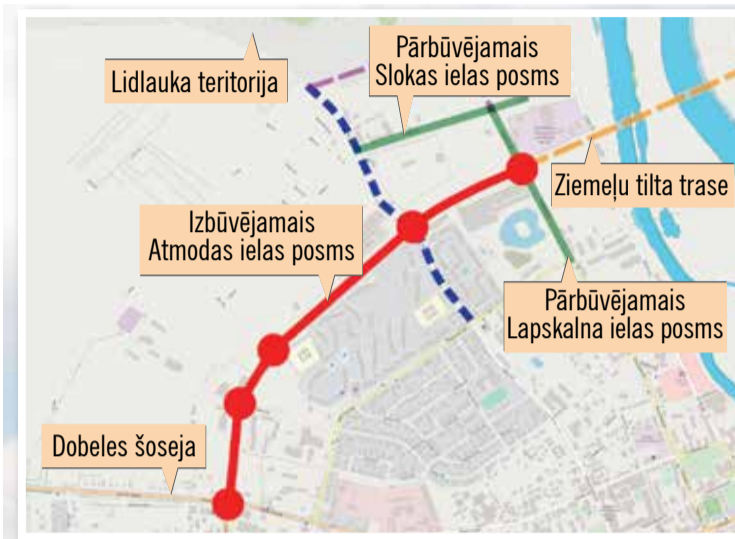 Pārbūvējamais
Slokas ielas posms
Lidlauka teritorija
Ziemeļu tilta trase
Izbūvējamais
Atmodas ielas posms
Pārbūvējamais
Lapskalna ielas posms
Dobeles šoseja